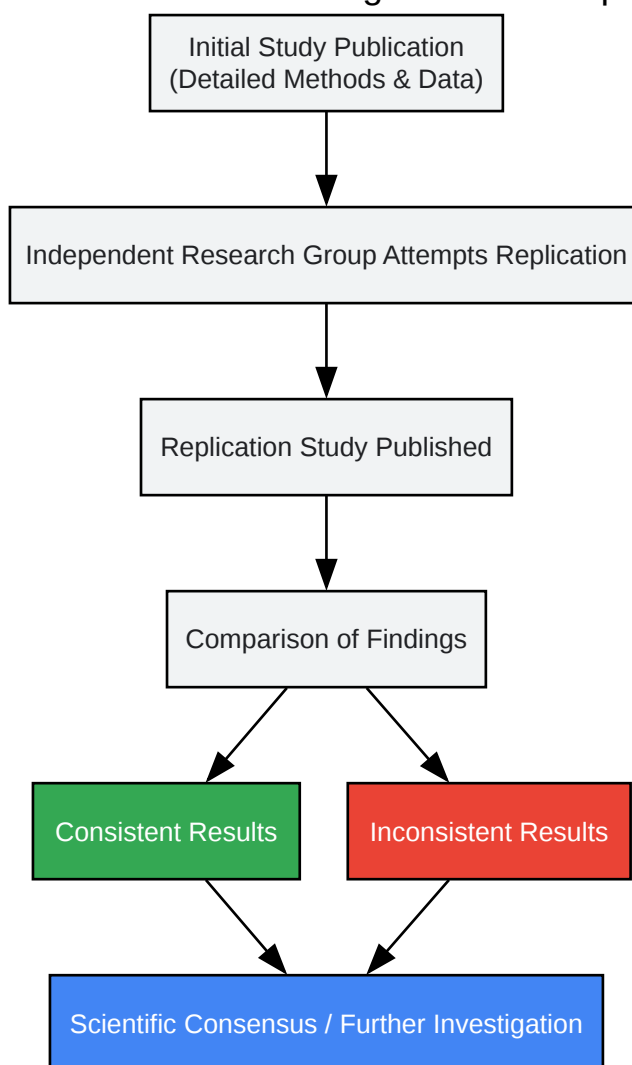 Initial Study Publication
(Detailed Methods & Data)
Independent Research Group Attempts Replication
Replication Study Published
Comparison of Findings
Consistent Results
Inconsistent Results
Scientific Consensus / Further Investigation